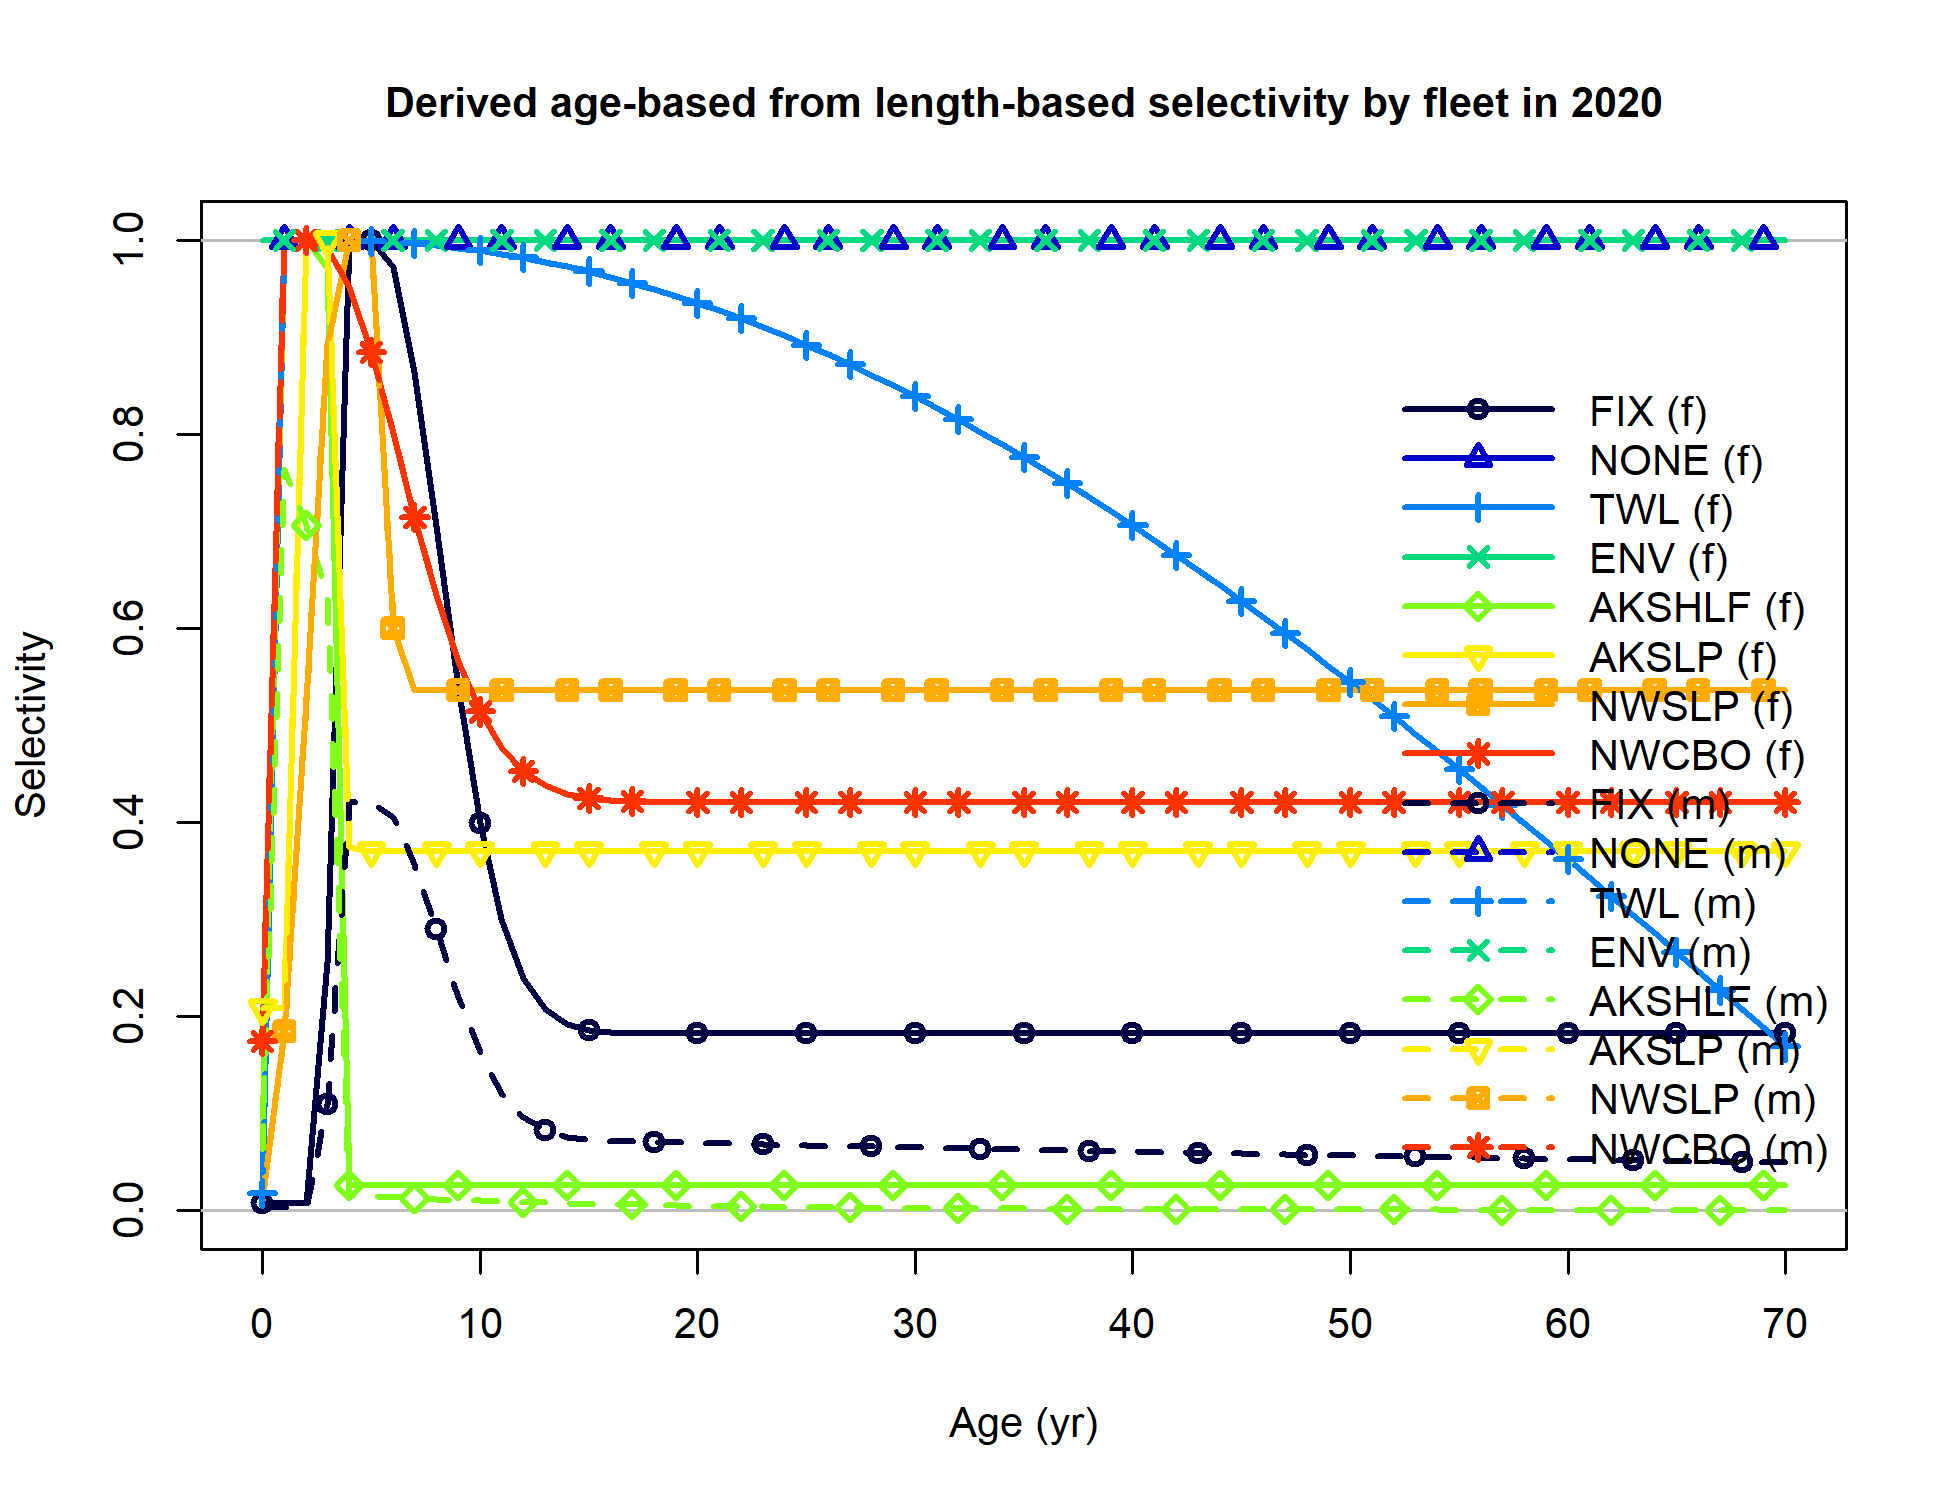 Derived age-based from length-based selectivity by fleet in 2020
Selectivity
1.0
0.8
0.6
0.4
0.2
0.0
FIX (f)
NONE (f)
TWL (f)
ENV (f)
AKSHLF (f)
AKSLP (f)
NWSLP (f)
NWCBO (f)
FIX (m)
NONE (m)
TWL (m)
ENV (m)
AKSHLF (m)
AKSLP (m)
NWSLP (m)
NWCBO (m)
0 10 20 30 40 50 60 70
Age (yr)